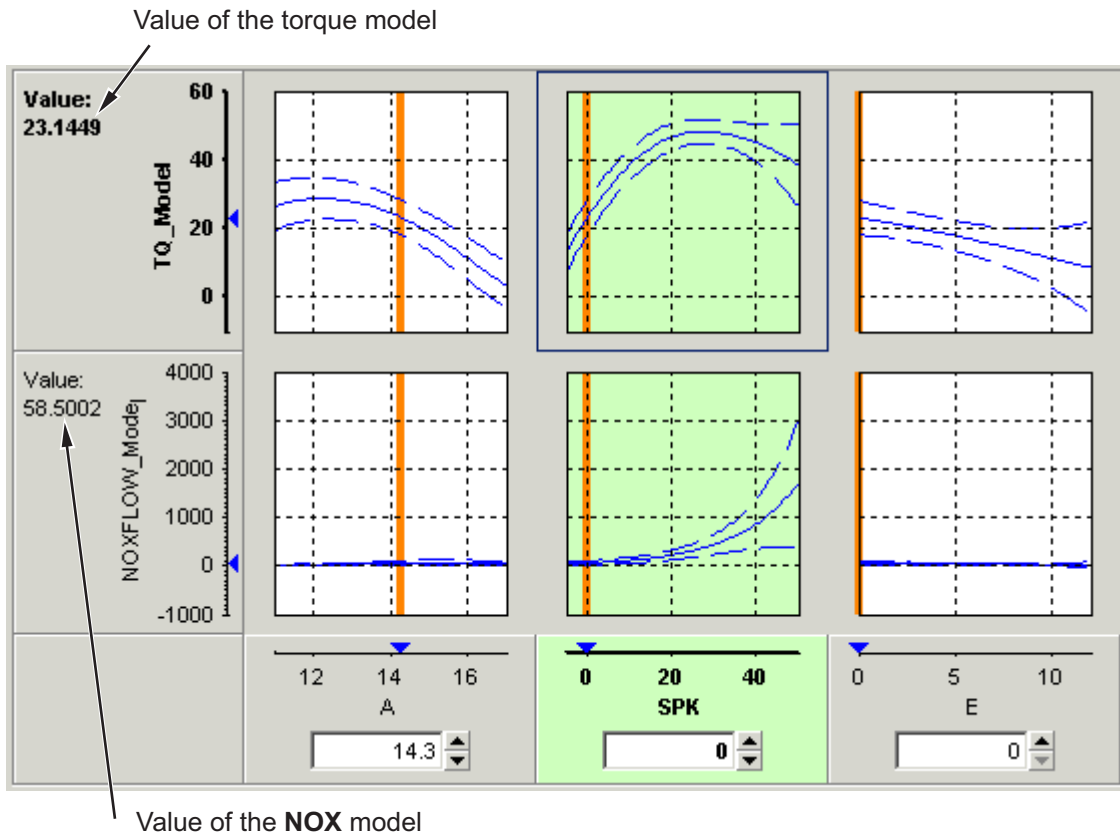 Value of the torque model
Value:
23.1449
60
40
20
0
TQ_Model
Value:
58.5002
4000
3000
2000
1000
0
-1000
NOXFLOW_Model
12 14 16
A
14.3
0 20 40
SPK
0
0 5 10
E
0
Value of the NOX model